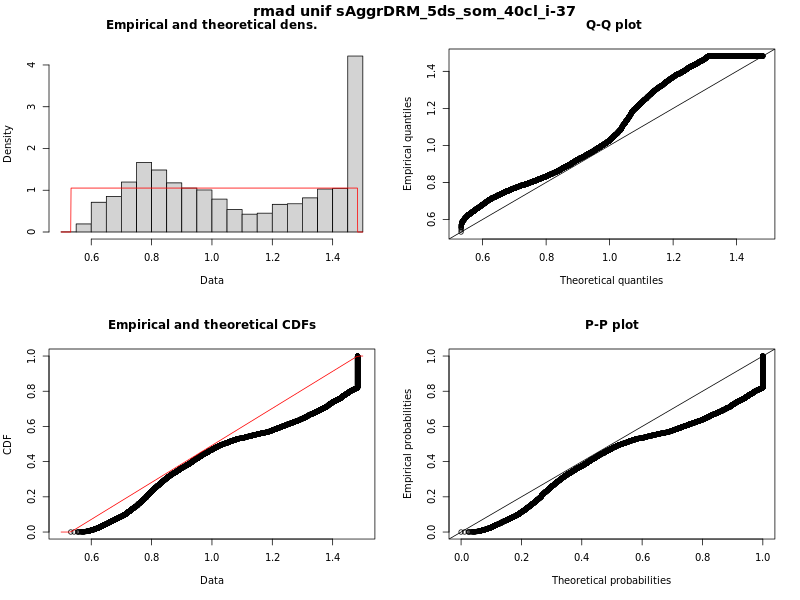 rmad unif sAggrDRM_5ds_som_40cl_i-37
Empirical and theoretical dens.
Density
0 1 2 3 4
0.6 0.8 1.0 1.2 1.4
Data
Q-Q plot
Empirical quantiles
0.6 0.8 1.0 1.2 1.4
0.6 0.8 1.0 1.2 1.4
Theoretical quantiles
Empirical and theoretical CDFs
CDF
0.0 0.2 0.4 0.6 0.8 1.0
0.6 0.8 1.0 1.2 1.4
Data
P-P plot
Empirical probabilities
0.0 0.2 0.4 0.6 0.8 1.0
0.0 0.2 0.4 0.6 0.8 1.0
Theoretical probabilities